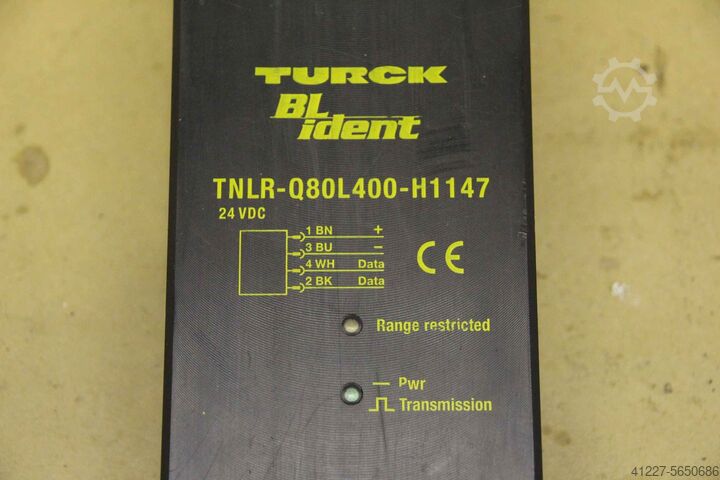 TURCK
BL
ident
TNLR-Q80L400-H1147
24 VDC
1 BN +
3 BU –
4 WH Data
2 BK Data
CE
Range restricted
Pwr
Transmission
41227-5650686